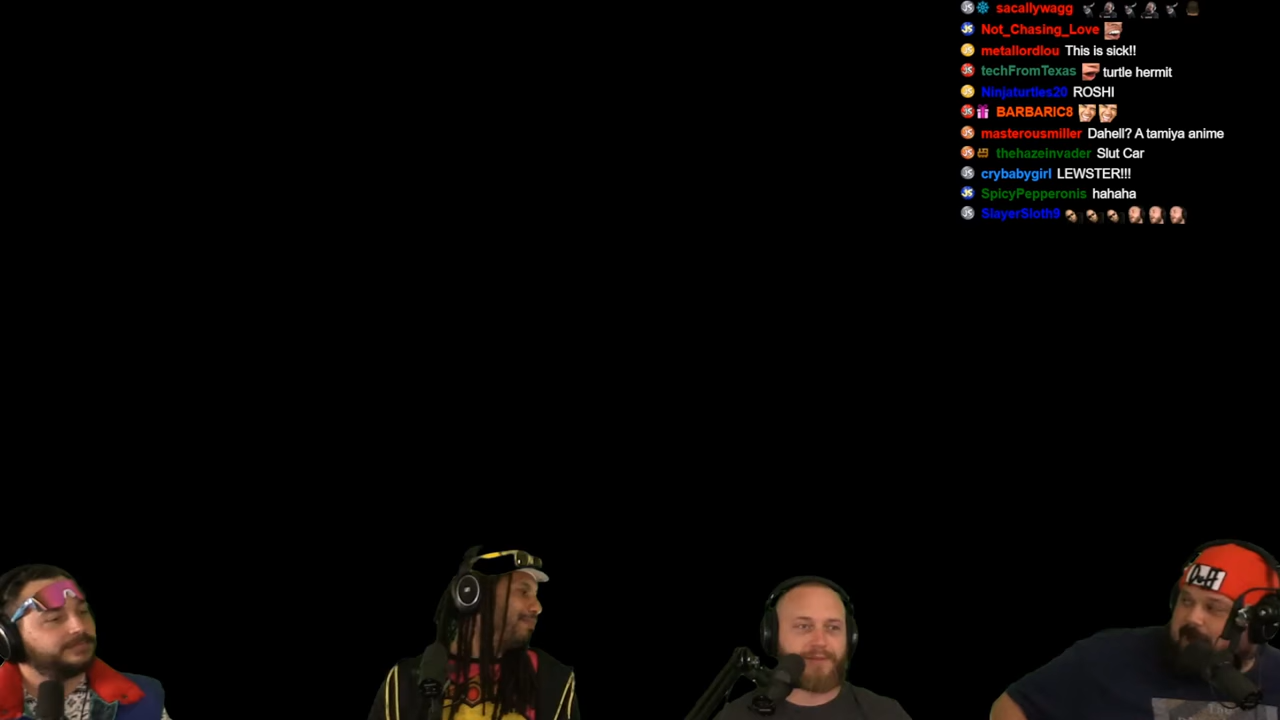 sacallywagg
Not_Chasing_Love
metallordlou This is sick!!
techFromTexas turtle hermit
Ninjaturtles20 ROSHI
BARBARIC8
masterousmiller Dahell? A tamiya anime
thehazeinvader Slut Car
crybabygirl LEWSTER!!!
SpicyPepperonis hahaha
SlayerSloth9
Duff